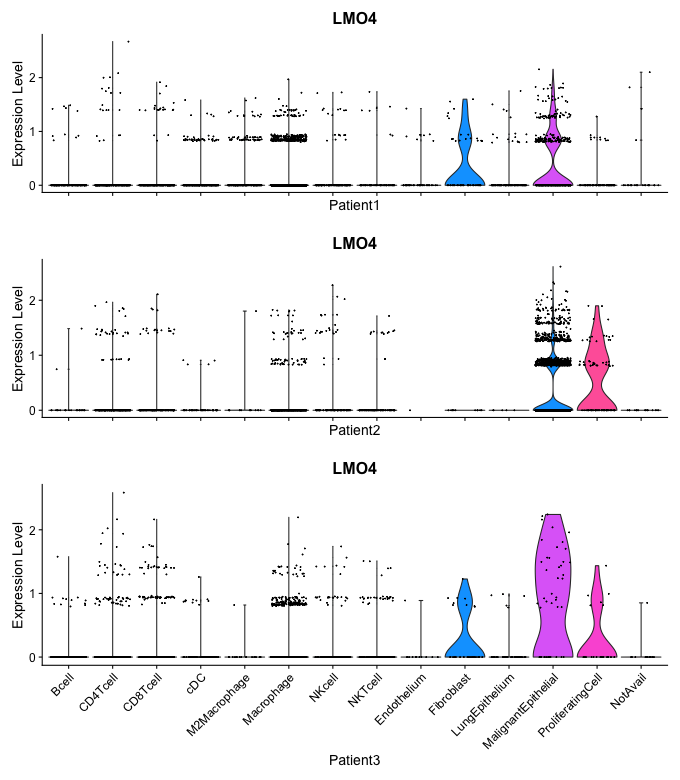 LMO4
Expression Level
2
1
0
Patient1
LMO4
Expression Level
2
1
0
Patient2
LMO4
Expression Level
2
1
0
Bcell
CD4Tcell
CD8Tcell
cDC
M2Macrophage
Macrophage
NKcell
NKTcell
Endothelium
Fibroblast
LungEpithelium
MalignantEpithelial
ProliferatingCell
NotAvail
Patient3